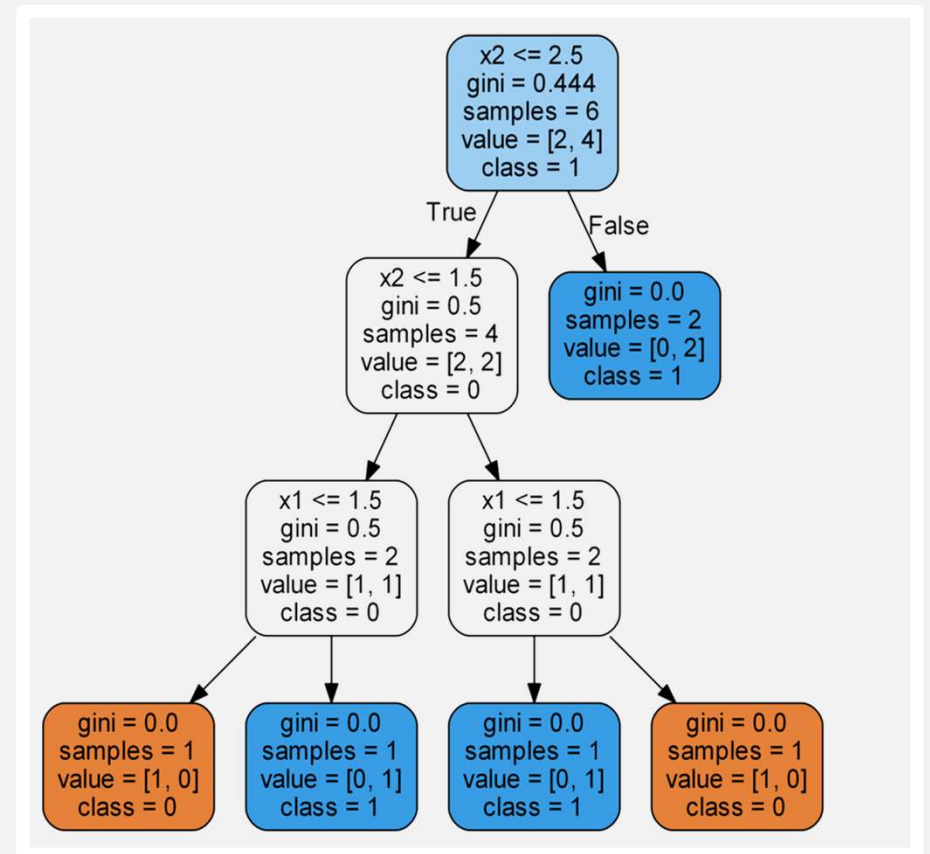 x2 <= 2.5
gini = 0.444
samples = 6
value = [2, 4]
class = 1
True
False
x2 <= 1.5
gini = 0.5
samples = 4
value = [2, 2]
class = 0
gini = 0.0
samples = 2
value = [0, 2]
class = 1
x1 <= 1.5
gini = 0.5
samples = 2
value = [1, 1]
class = 0
x1 <= 1.5
gini = 0.5
samples = 2
value = [1, 1]
class = 0
gini = 0.0
samples = 1
value = [1, 0]
class = 0
gini = 0.0
samples = 1
value = [0, 1]
class = 1
gini = 0.0
samples = 1
value = [0, 1]
class = 1
gini = 0.0
samples = 1
value = [1, 0]
class = 0